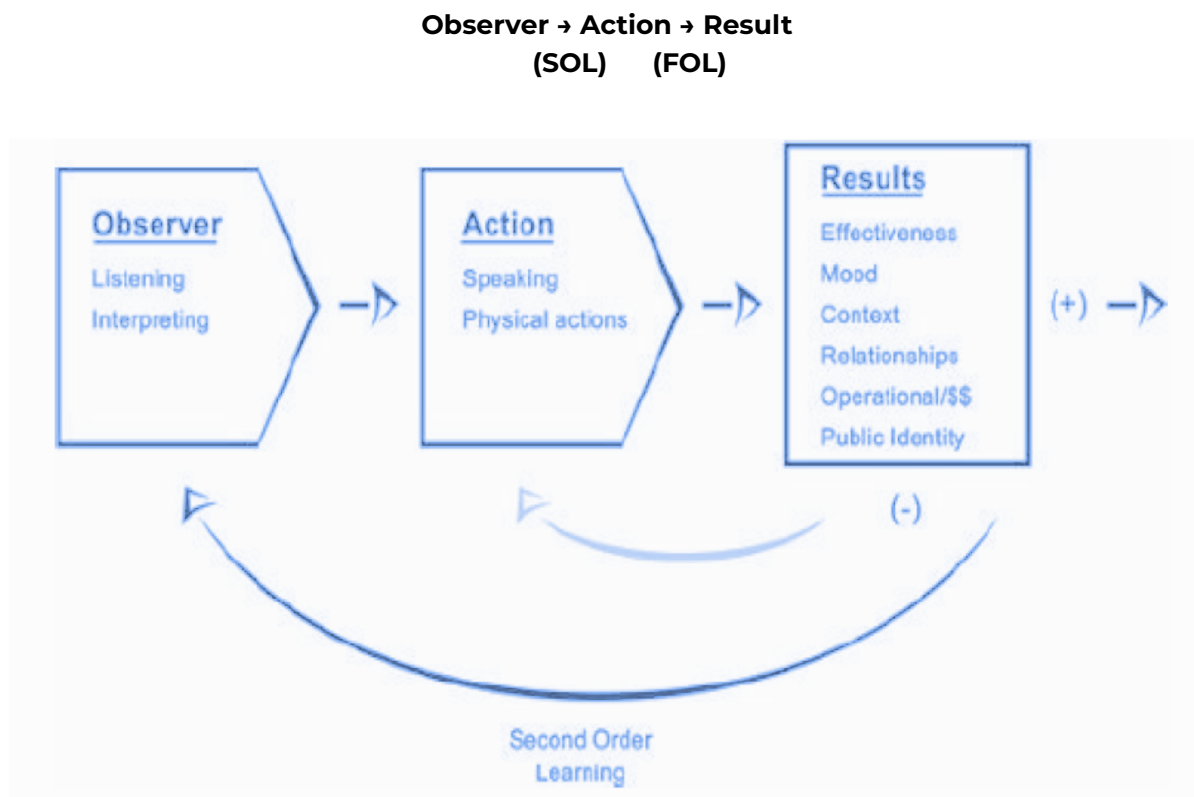 Observer → Action → Result
(SOL) (FOL)
Observer
Listening
Interpreting
Action
Speaking
Physical actions
Results
Effectiveness
Mood
Context
Relationships
Operational/$$
Public Identity
(+)
(-)
Second Order
Learning